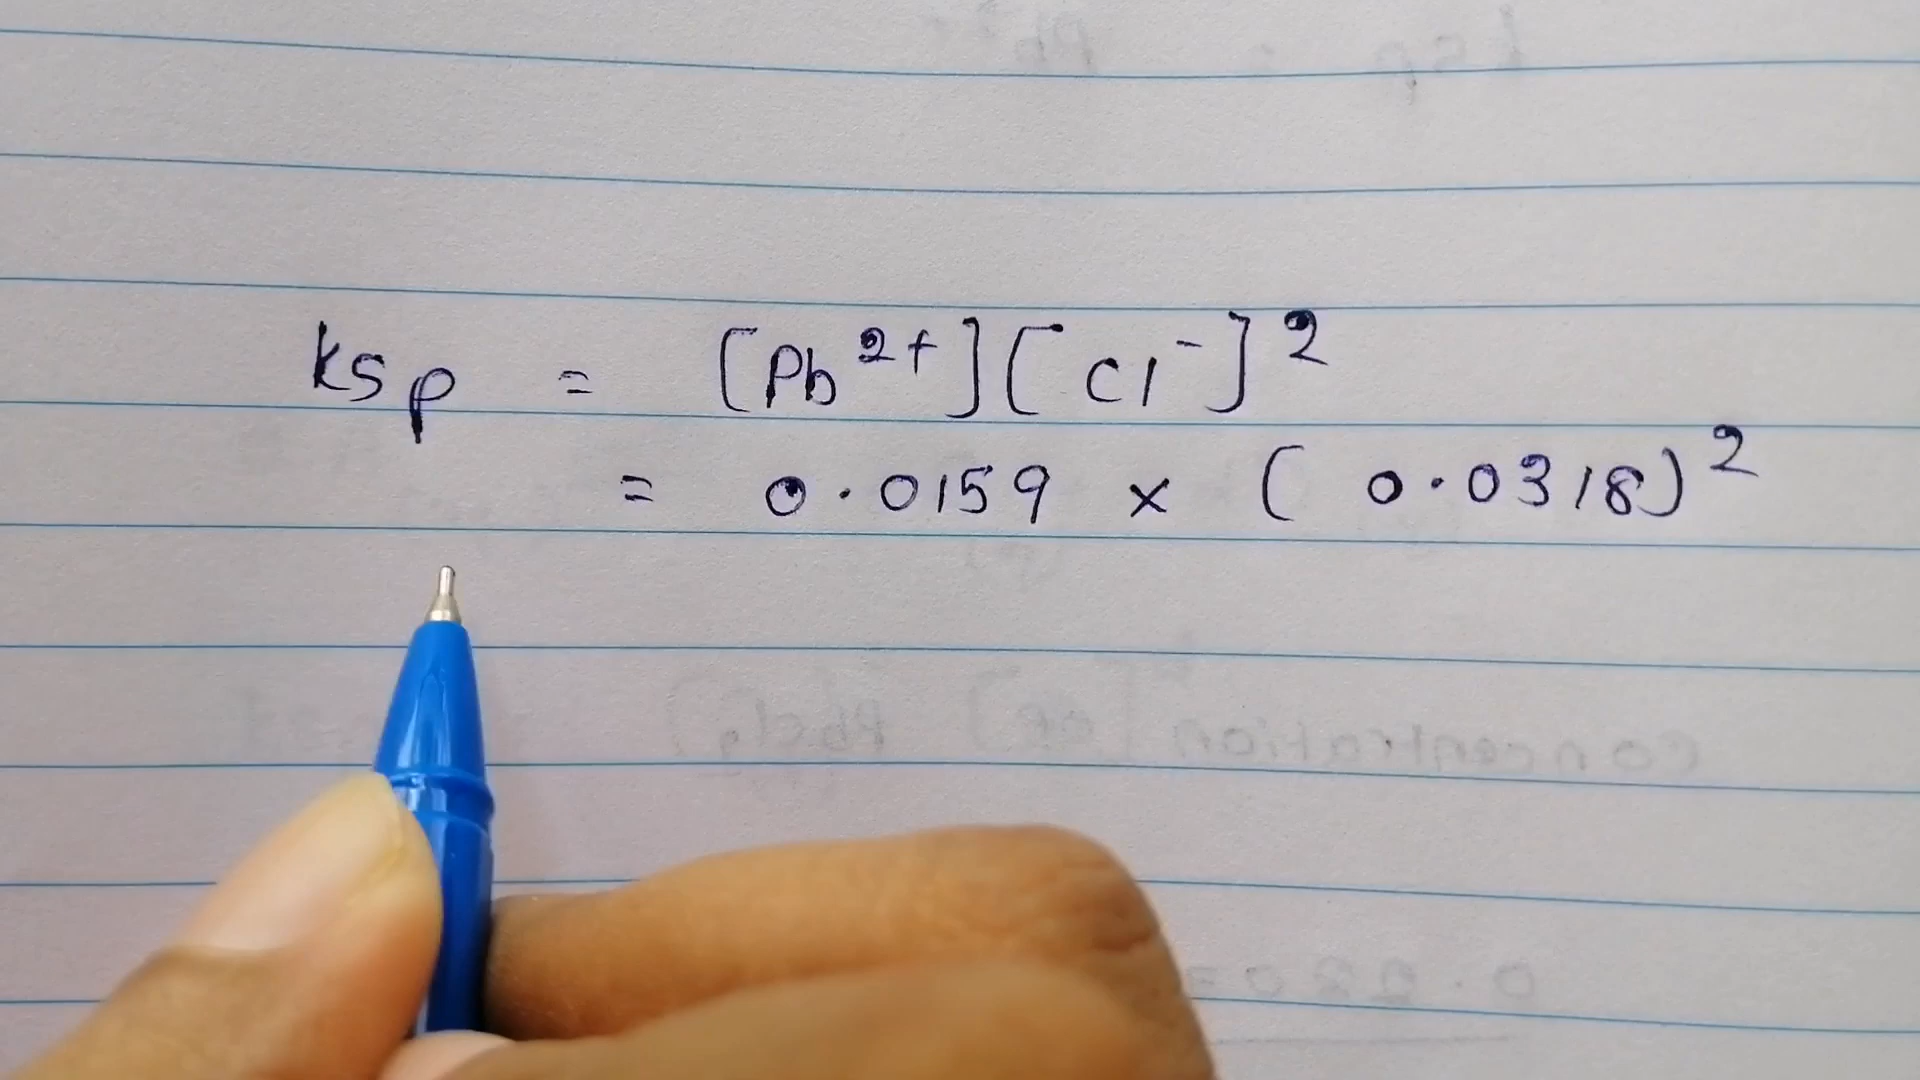 Ksp = [Pb²⁺][Cl⁻]²
= 0.0159 × ( 0.0318)²